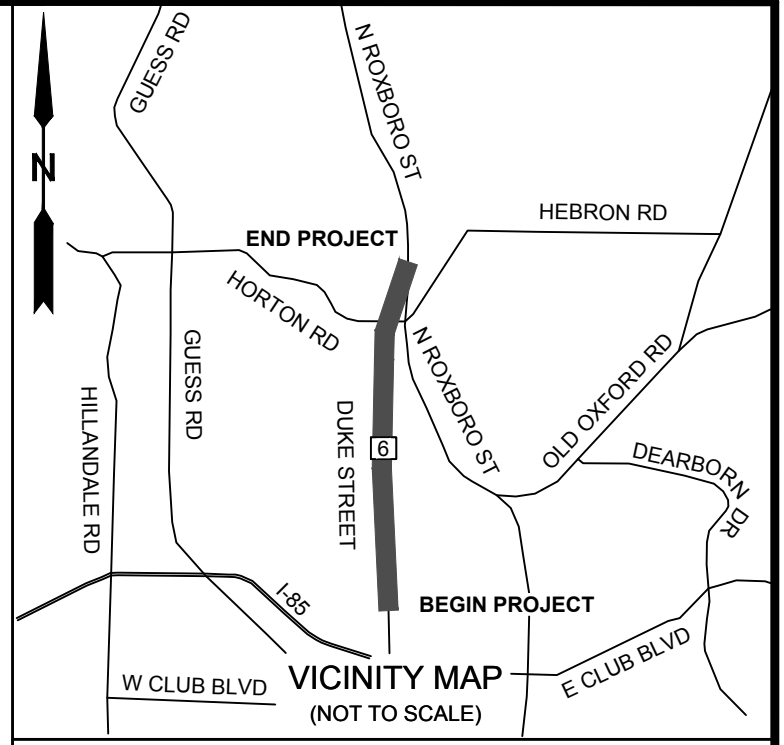 GUESS RD
N ROXBORO ST
N
HEBRON RD
END PROJECT
HORTON RD
GUESS RD
N ROXBORO ST
OLD OXFORD RD
HILLANDALE RD
DUKE STREET
6
DEARBORN DR
I-85
BEGIN PROJECT
E CLUB BLVD
W CLUB BLVD
VICINITY MAP
(NOT TO SCALE)